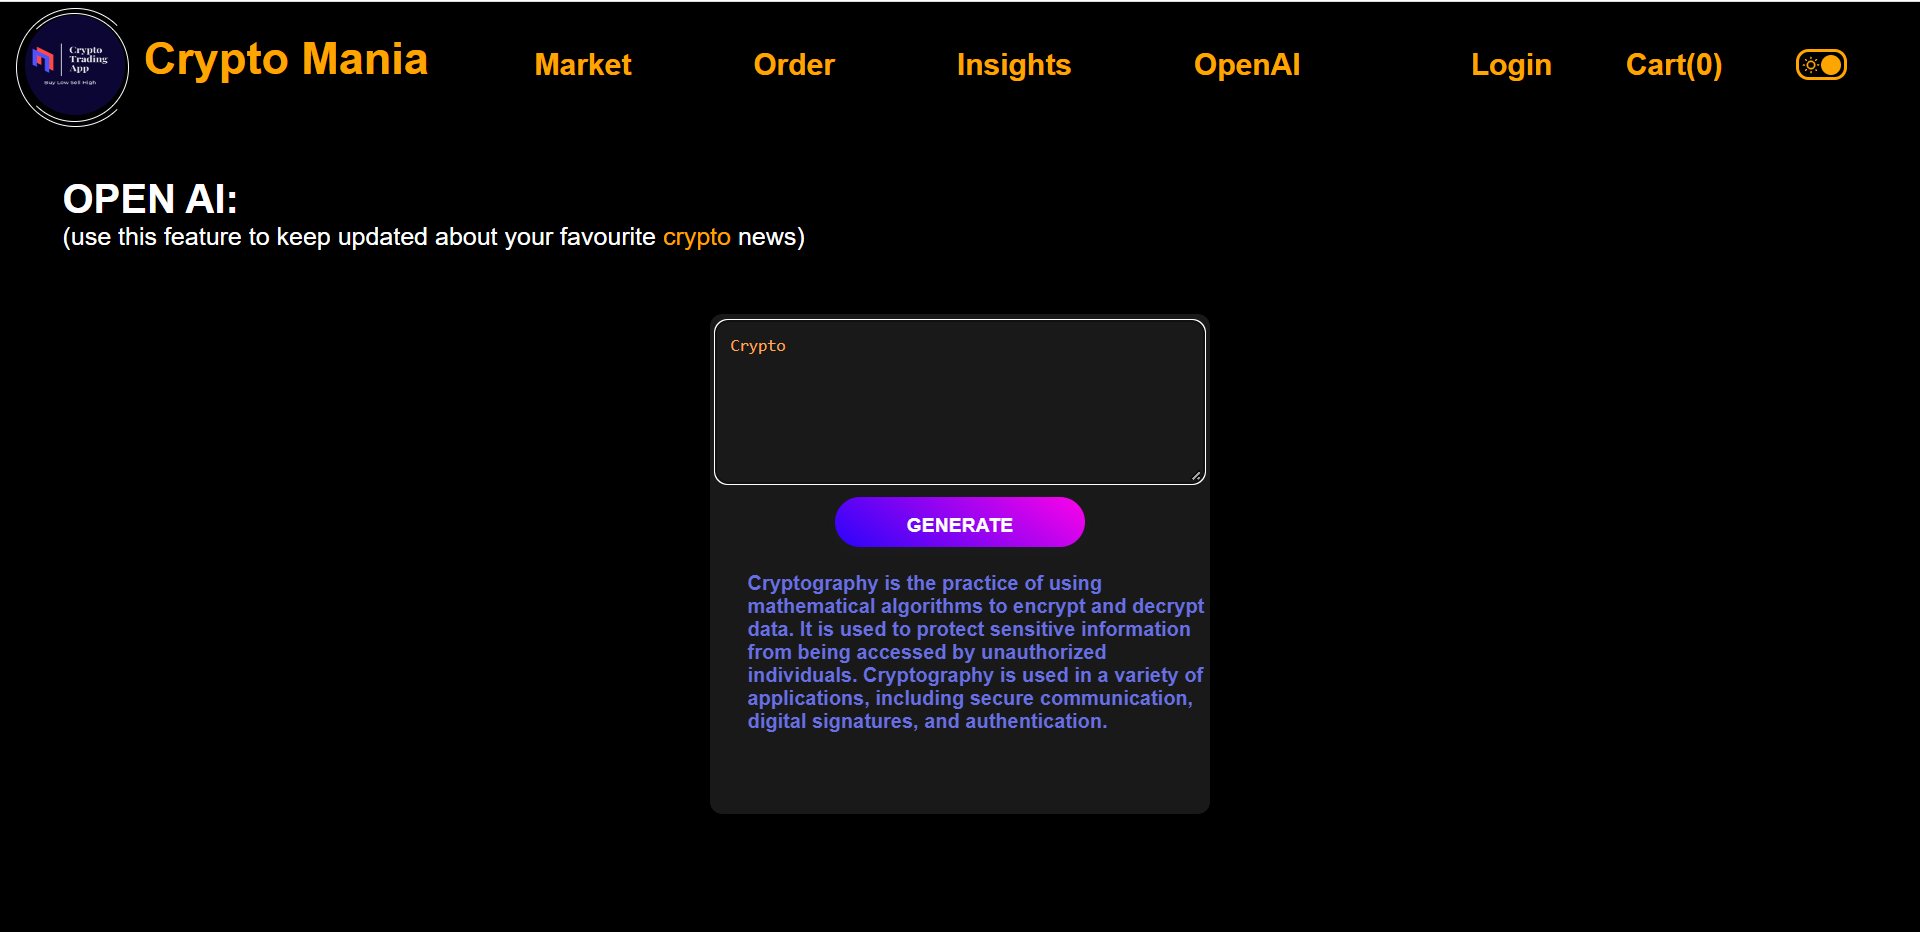 Crypto
Trading
App
Buy Low Sell High
Crypto Mania
Market
Order
Insights
OpenAI
Login
Cart(0)
OPEN AI:
(use this feature to keep updated about your favourite crypto news)
Crypto
GENERATE
Cryptography is the practice of using
mathematical algorithms to encrypt and decrypt
data. It is used to protect sensitive information
from being accessed by unauthorized
individuals. Cryptography is used in a variety of
applications, including secure communication,
digital signatures, and authentication.